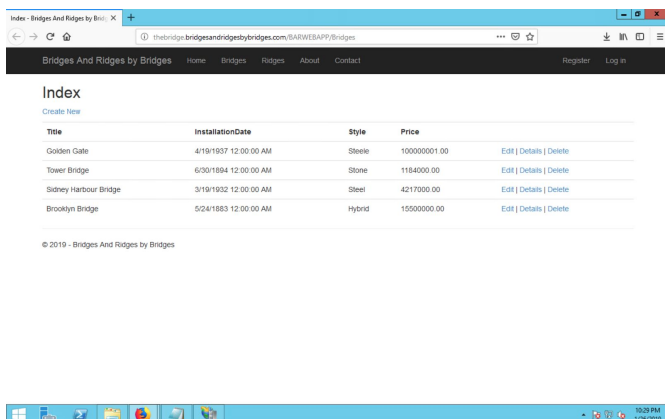 Index - Bridges And Ridges by Bridg
thebridge.bridgesandridgesbybridges.com/BARWEBAPP/Bridges
Bridges And Ridges by Bridges Home Bridges Ridges About Contact Register Log in
Index
Create New
Title InstallationDate Style Price
Golden Gate 4/19/1937 12:00:00 AM Steele 100000001.00 Edit | Details | Delete
Tower Bridge 6/30/1894 12:00:00 AM Stone 1184000.00 Edit | Details | Delete
Sidney Harbour Bridge 3/19/1932 12:00:00 AM Steel 4217000.00 Edit | Details | Delete
Brooklyn Bridge 5/24/1883 12:00:00 AM Hybrid 15500000.00 Edit | Details | Delete
© 2019 - Bridges And Ridges by Bridges
10:29 PM